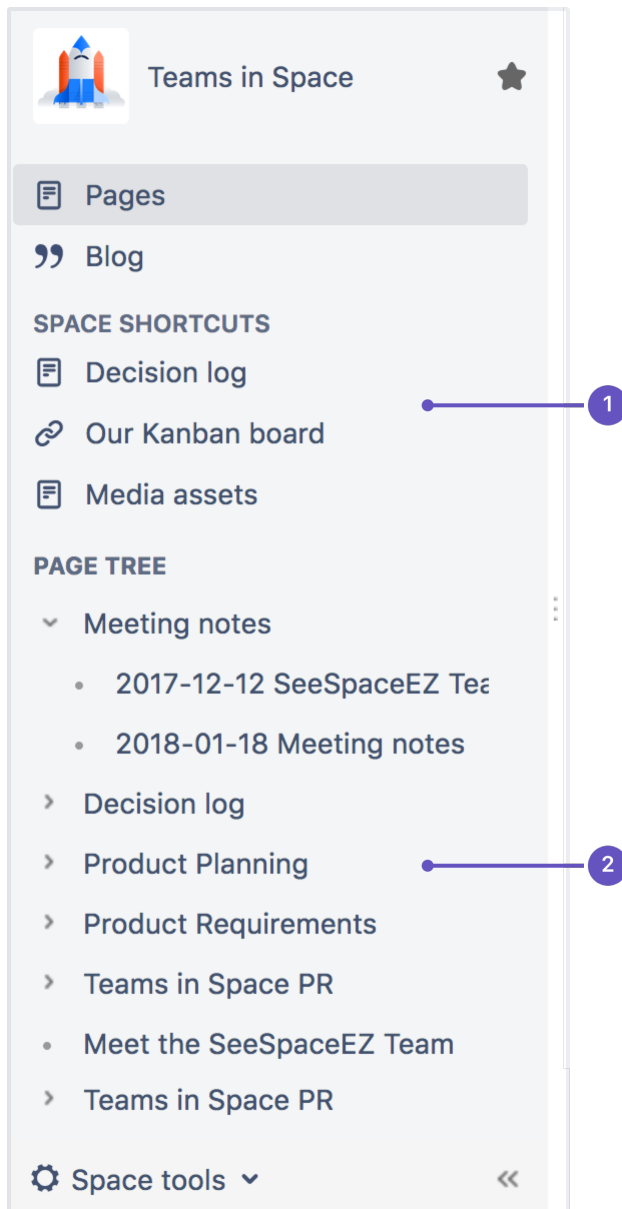 Teams in Space
Pages
Blog
SPACE SHORTCUTS
Decision log
1
Our Kanban board
Media assets
PAGE TREE
Meeting notes
2017-12-12 SeeSpaceEZ Tea
2018-01-18 Meeting notes
Decision log
Product Planning
2
Product Requirements
Teams in Space PR
Meet the SeeSpaceEZ Team
Teams in Space PR
Space tools